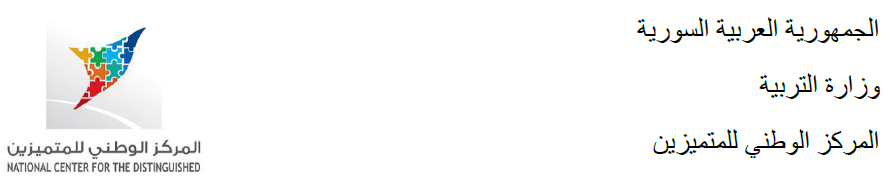 الجمهورية العربية السورية
وزارة التربية
المركز الوطني للمتميزين
المركز الوطني للمتميزين
NATIONAL CENTER FOR THE DISTINGUISHED